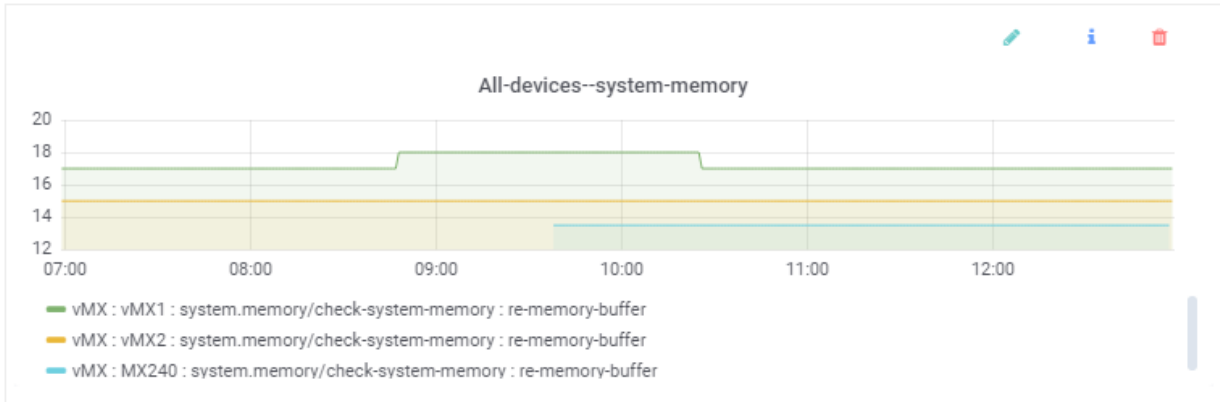 All-devices--system-memory
20
18
16
14
12
07:00 08:00 09:00 10:00 11:00 12:00
vMX : vMX1 : system.memory/check-system-memory : re-memory-buffer
vMX : vMX2 : system.memory/check-system-memory : re-memory-buffer
vMX : MX240 : system.memory/check-system-memory : re-memory-buffer